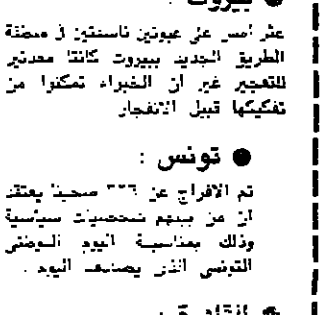 ● بيروت :
عثر امس على عبوتين ناسفتين في منطقة
الطريق الجديد ببيروت كانتا معدتين
للتفجير غير ان الخبراء تمكنوا من
تفكيكها قبيل الانفجار
● تونس :
تم الافراج عن ٣٣٦ سجينا يعتقد
ان من بينهم شخصيات سياسية
وذلك بمناسبة اليوم الوطني
التونسي الذي يصادف اليوم .